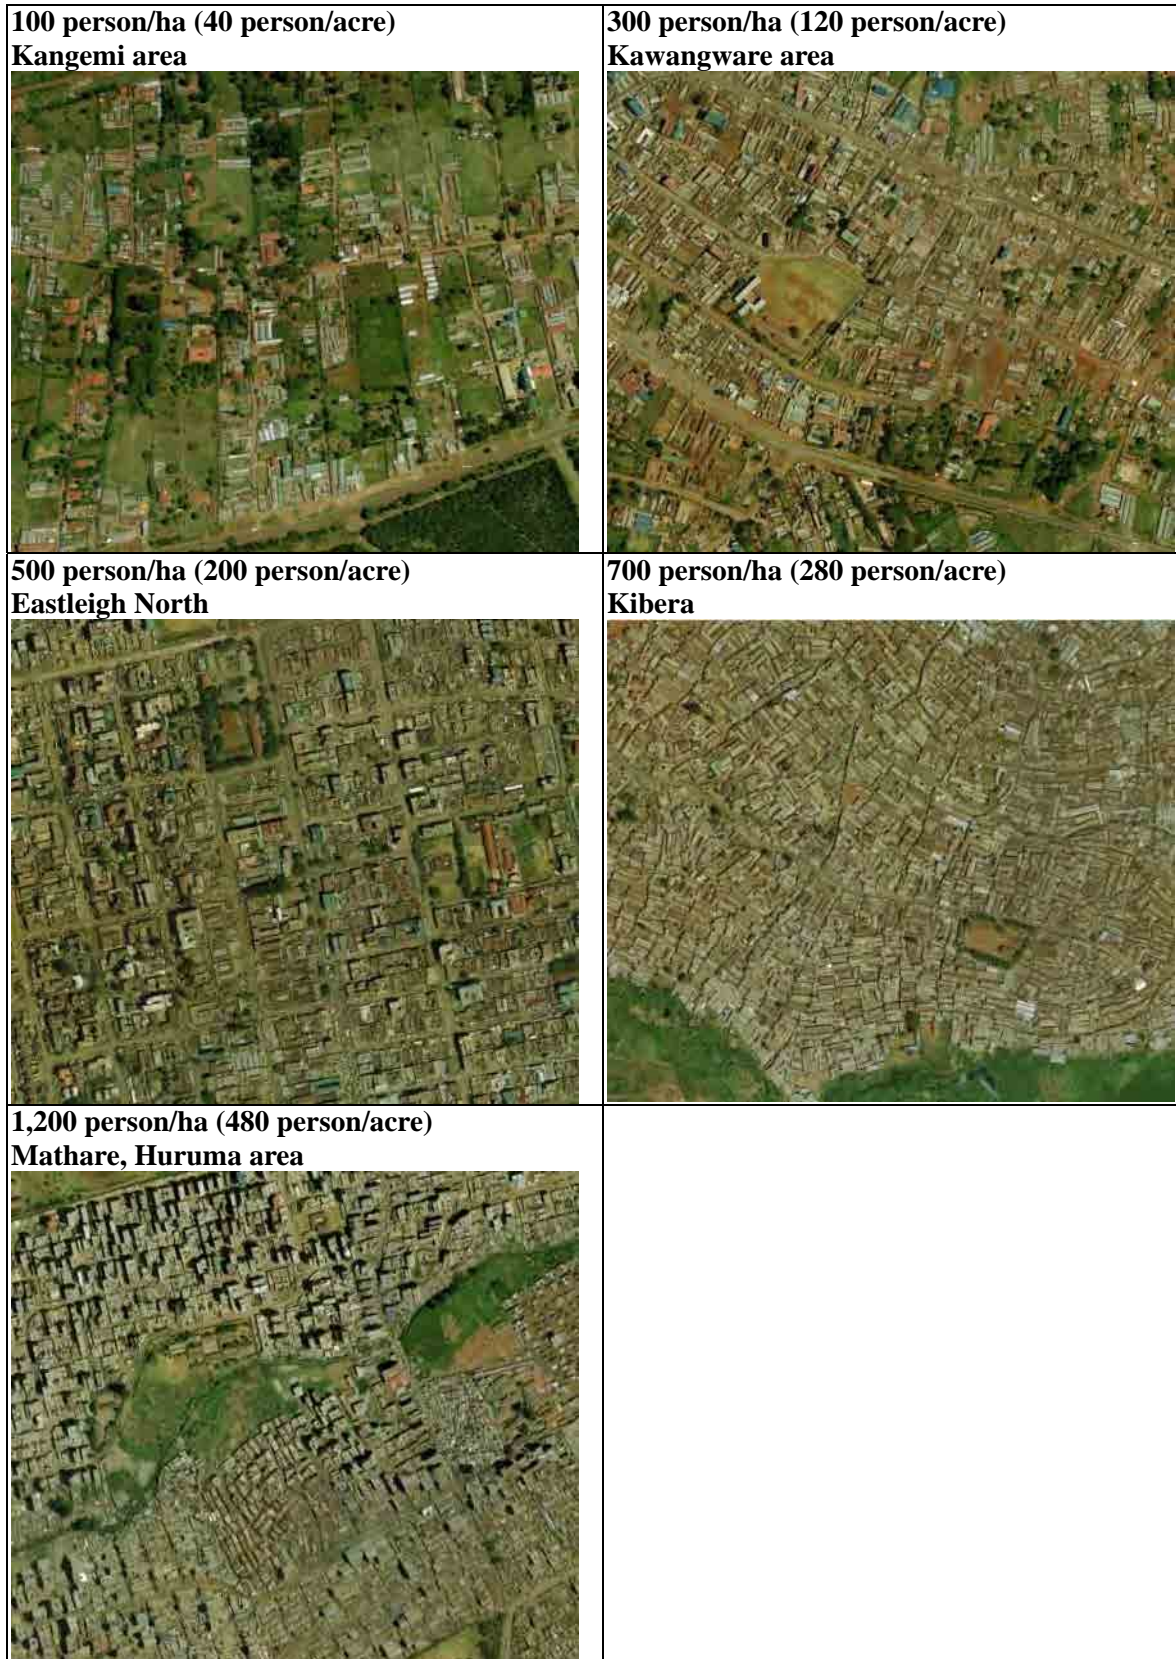 100 person/ha (40 person/acre)
Kangemi area
300 person/ha (120 person/acre)
Kawangware area
500 person/ha (200 person/acre)
Eastleigh North
700 person/ha (280 person/acre)
Kibera
1,200 person/ha (480 person/acre)
Mathare, Huruma area